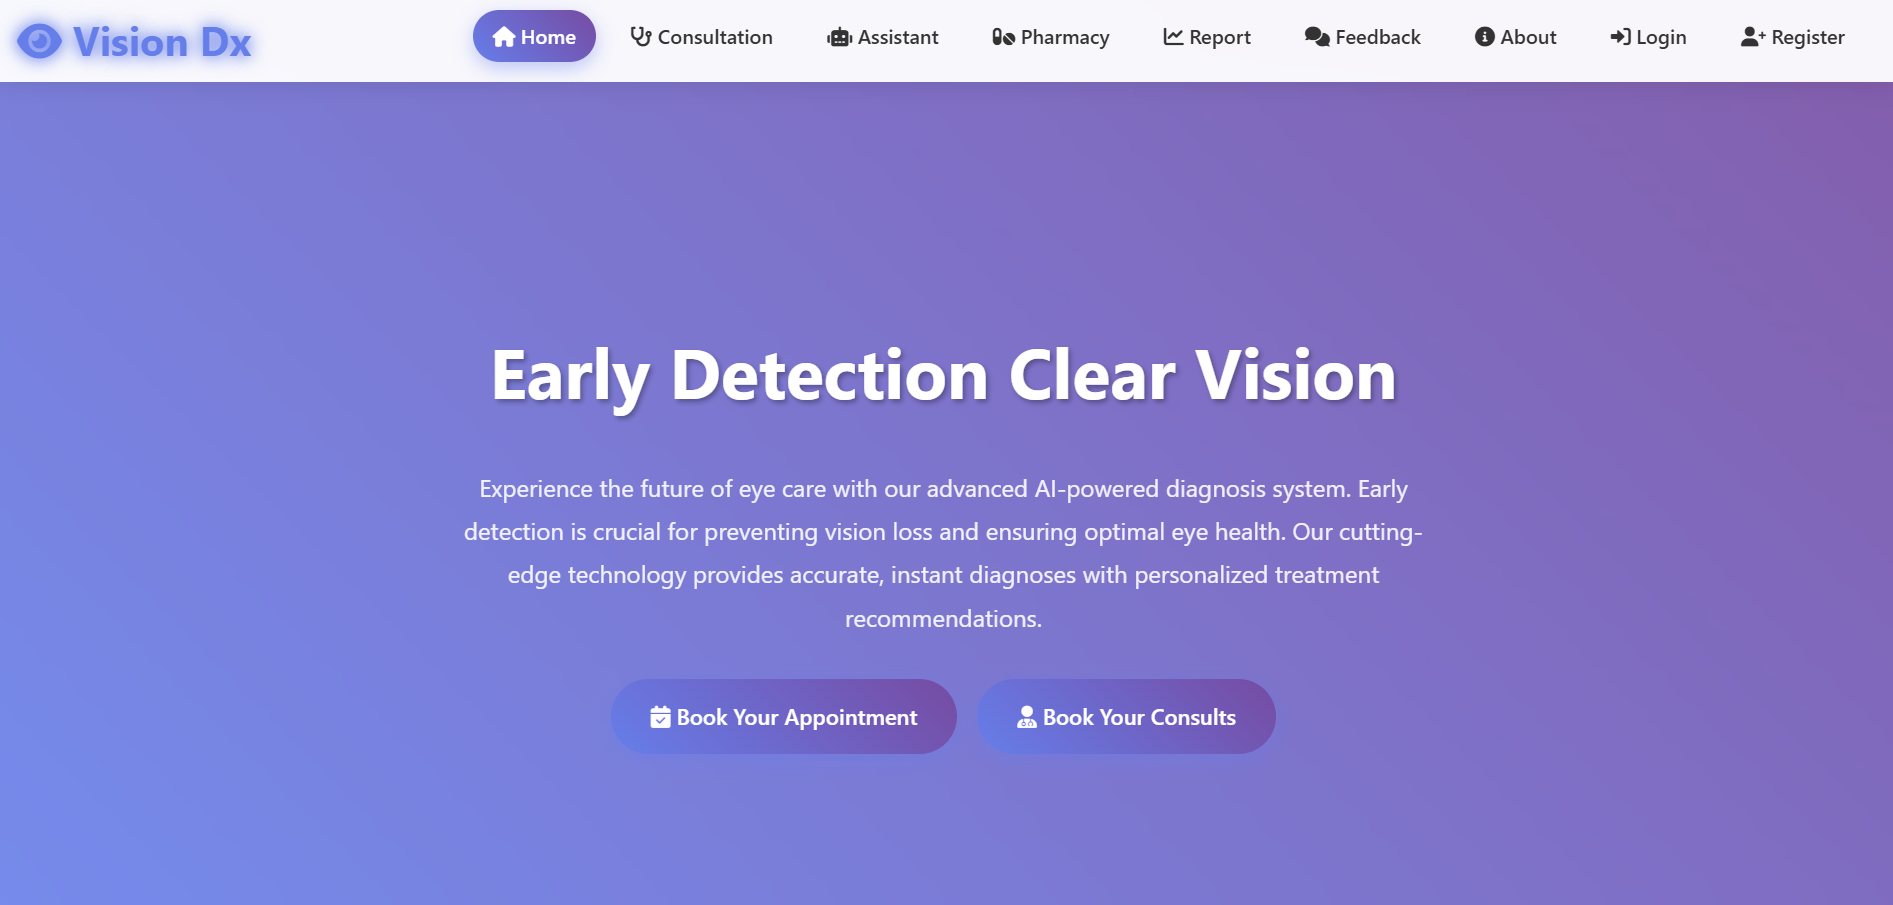 Vision Dx
Home
Consultation
Assistant
Pharmacy
Report
Feedback
About
Login
Register
Early Detection Clear Vision
Experience the future of eye care with our advanced AI-powered diagnosis system. Early
detection is crucial for preventing vision loss and ensuring optimal eye health. Our cutting-
edge technology provides accurate, instant diagnoses with personalized treatment
recommendations.
Book Your Appointment
Book Your Consults